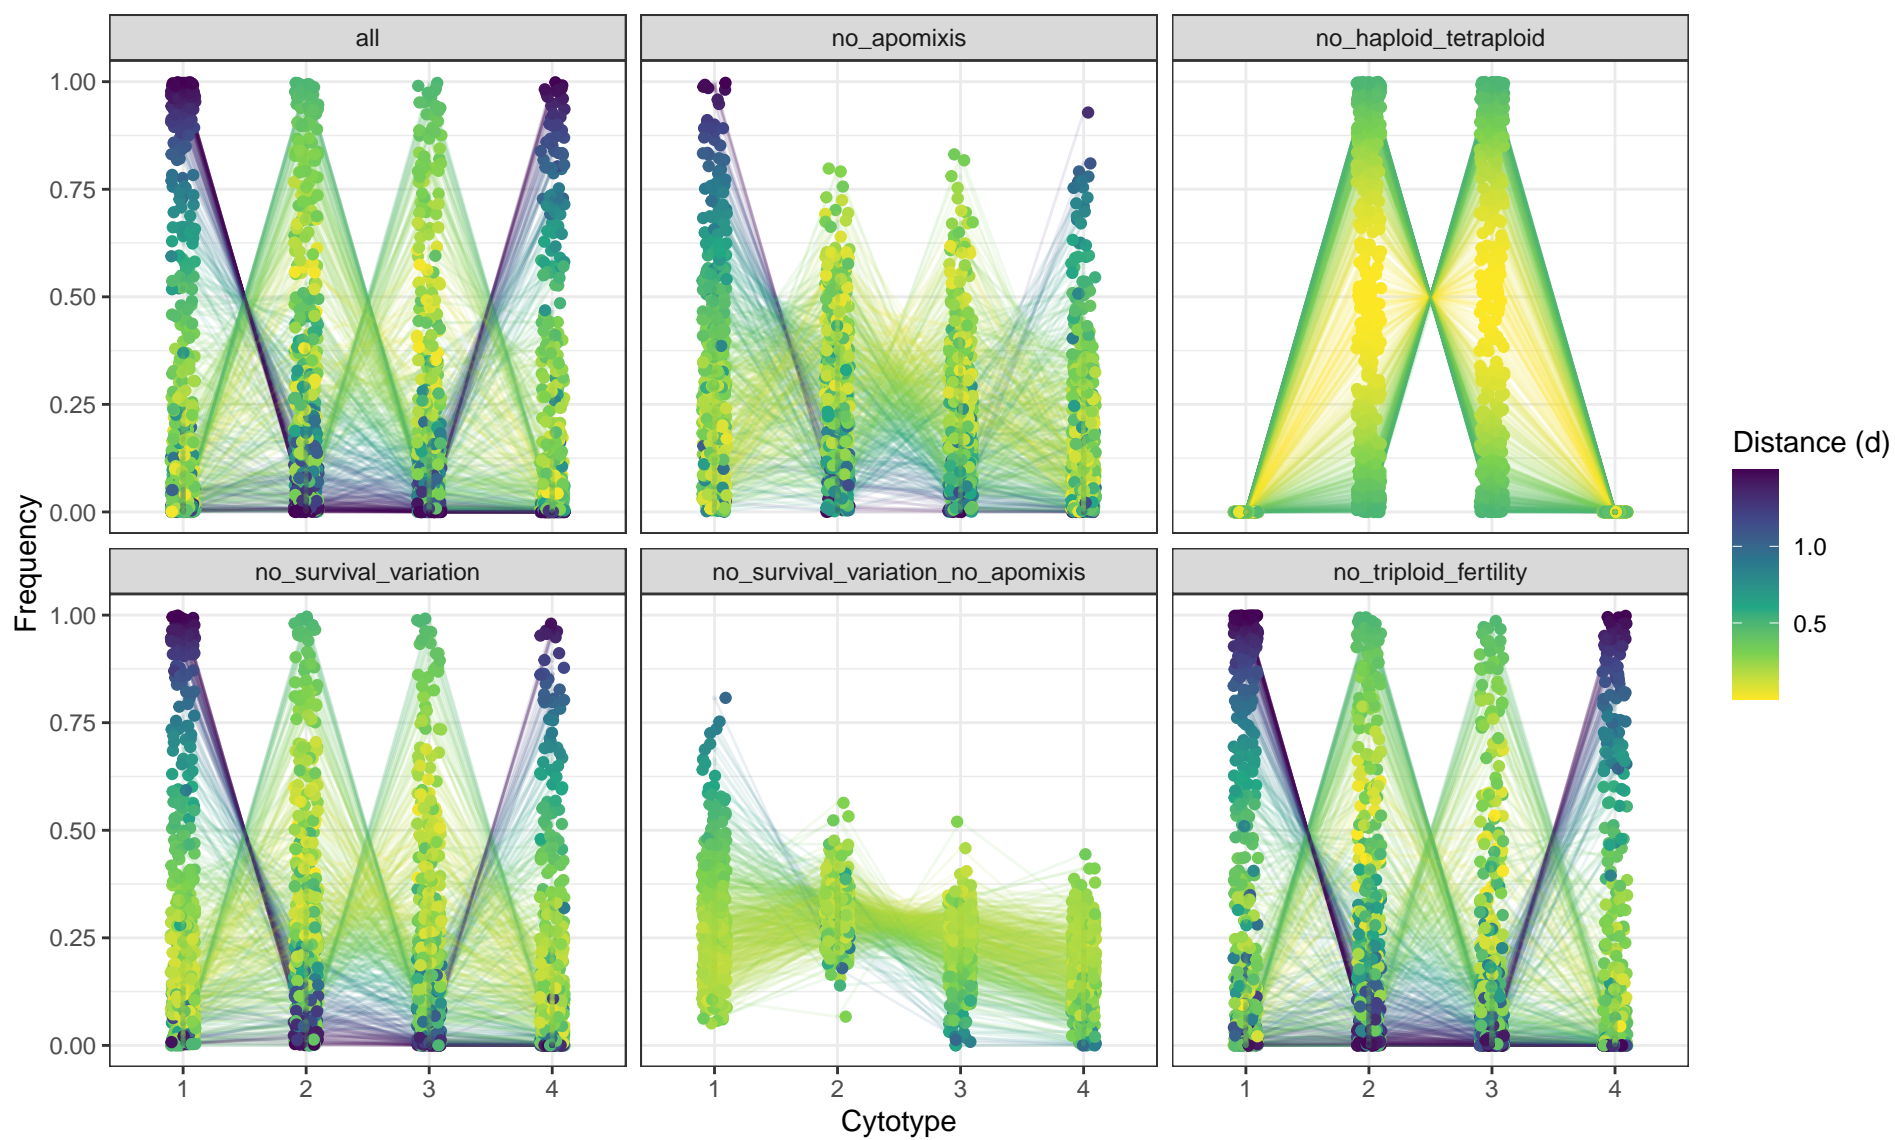 all
no_apomixis
no_haploid_tetraploid
1.00
0.75
0.50
0.25
0.00
no_survival_variation
no_survival_variation_no_apomixis
no_triploid_fertility
1.00
0.75
0.50
0.25
0.00
1 2 3 4
1 2 3 4
1 2 3 4
Cytotype
Frequency
Distance (d)
1.0
0.5